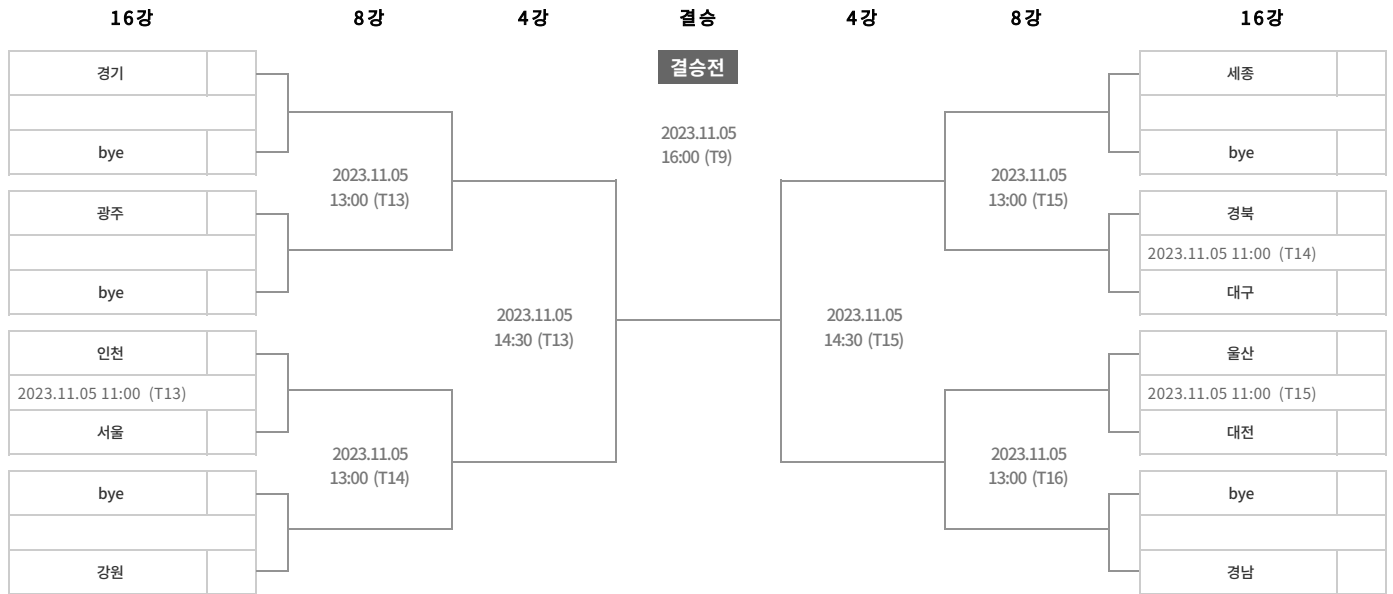 16강 8강 4강 결승 4강 8강 16강
결승전
2023.11.05
16:00 (T9)
경기
bye
2023.11.05
13:00 (T13)
광주
bye
인천
2023.11.05 11:00 (T13)
서울
2023.11.05
13:00 (T14)
bye
강원
2023.11.05
14:30 (T13)
2023.11.05
14:30 (T15)
세종
bye
2023.11.05
13:00 (T15)
경북
2023.11.05 11:00 (T14)
대구
울산
2023.11.05 11:00 (T15)
대전
2023.11.05
13:00 (T16)
bye
경남